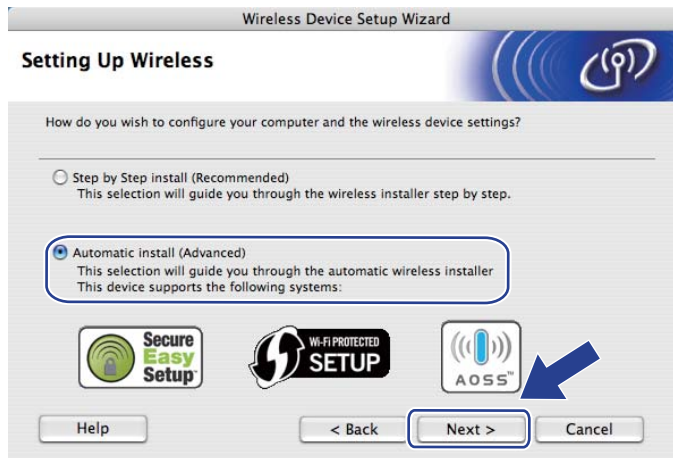 Wireless Device Setup Wizard
Setting Up Wireless
How do you wish to configure your computer and the wireless device settings?
Step by Step install (Recommended)
This selection will guide you through the wireless installer step by step.
Automatic install (Advanced)
This selection will guide you through the automatic wireless installer
This device supports the following systems:
Secure
Easy
Setup™
Wi-Fi PROTECTED
SETUP
AOSS™
Help
< Back
Next >
Cancel